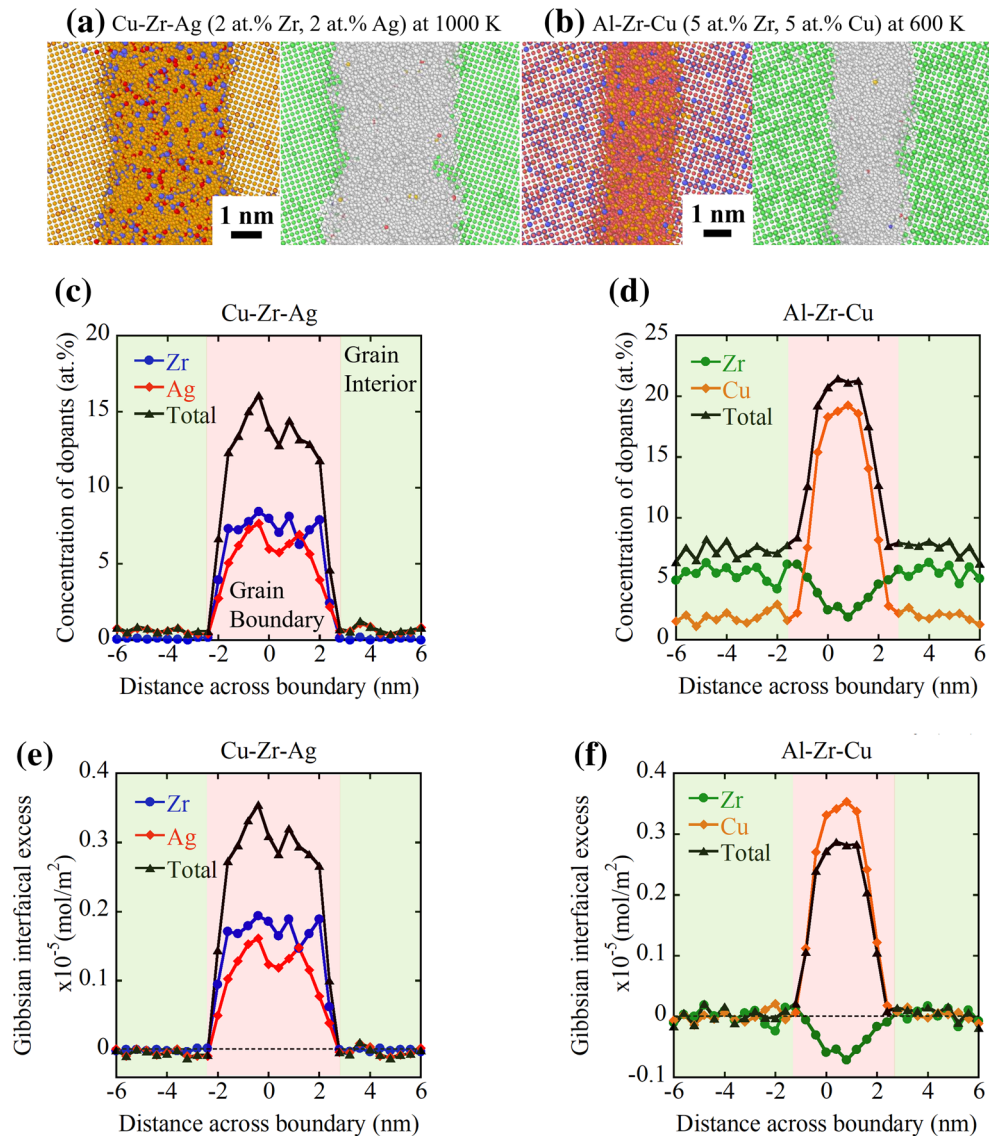 (a) Cu-Zr-Ag (2 at.% Zr, 2 at.% Ag) at 1000 K
(b) Al-Zr-Cu (5 at.% Zr, 5 at.% Cu) at 600 K
1 nm
1 nm
(c)
Cu-Zr-Ag
Concentration of dopants (at.%)
20
15
10
5
0
Zr
Ag
Total
Grain
Interior
Grain
Boundary
-6 -4 -2 0 2 4 6
Distance across boundary (nm)
(d)
Al-Zr-Cu
Concentration of dopants (at.%)
25
20
15
10
5
0
Zr
Cu
Total
-6 -4 -2 0 2 4 6
Distance across boundary (nm)
(e)
Cu-Zr-Ag
Gibbsian interfaical excess
x10-5 (mol/m2)
0.4
0.3
0.2
0.1
0
-0.1
Zr
Ag
Total
-6 -4 -2 0 2 4 6
Distance across boundary (nm)
(f)
Al-Zr-Cu
Gibbsian interfaical excess
x10-5 (mol/m2)
0.4
0.3
0.2
0.1
0
-0.1
Zr
Cu
Total
-6 -4 -2 0 2 4 6
Distance across boundary (nm)